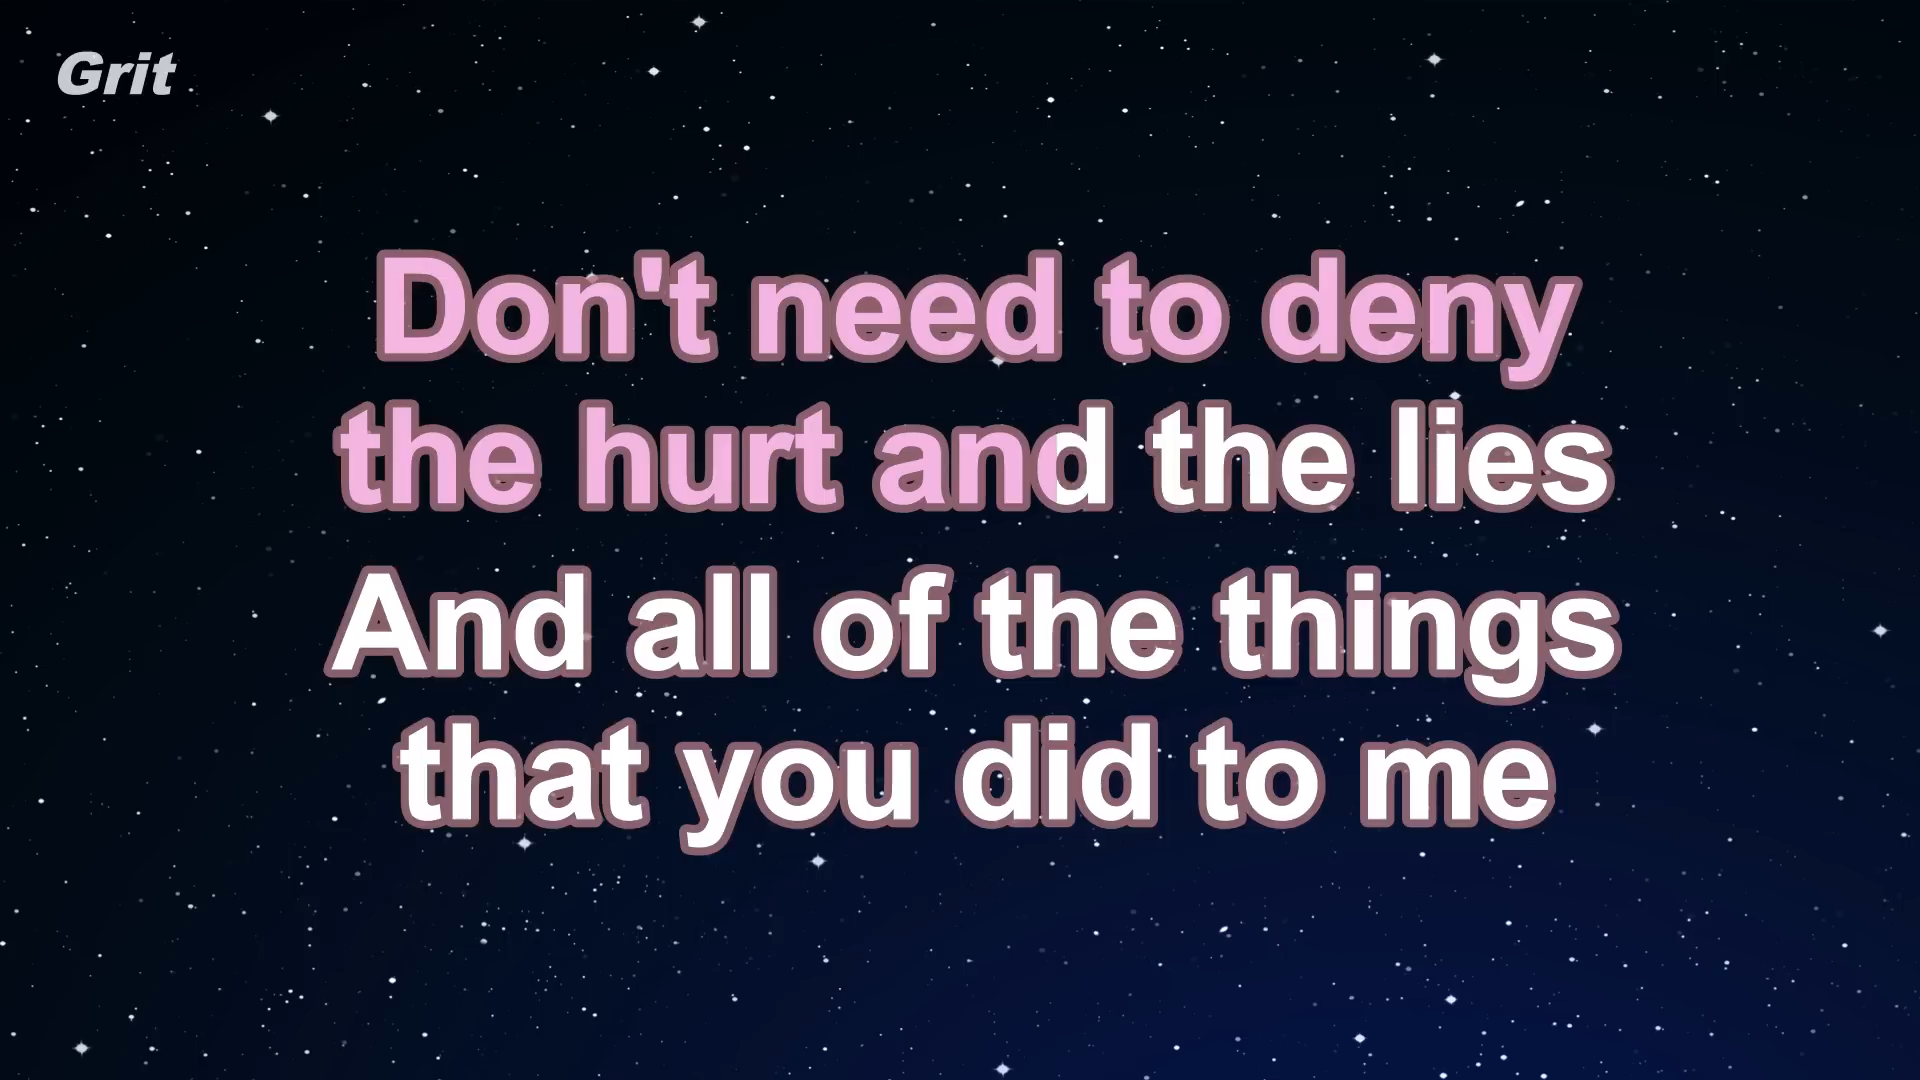 Grit
Don't need to deny
the hurt and the lies
And all of the things
that you did to me